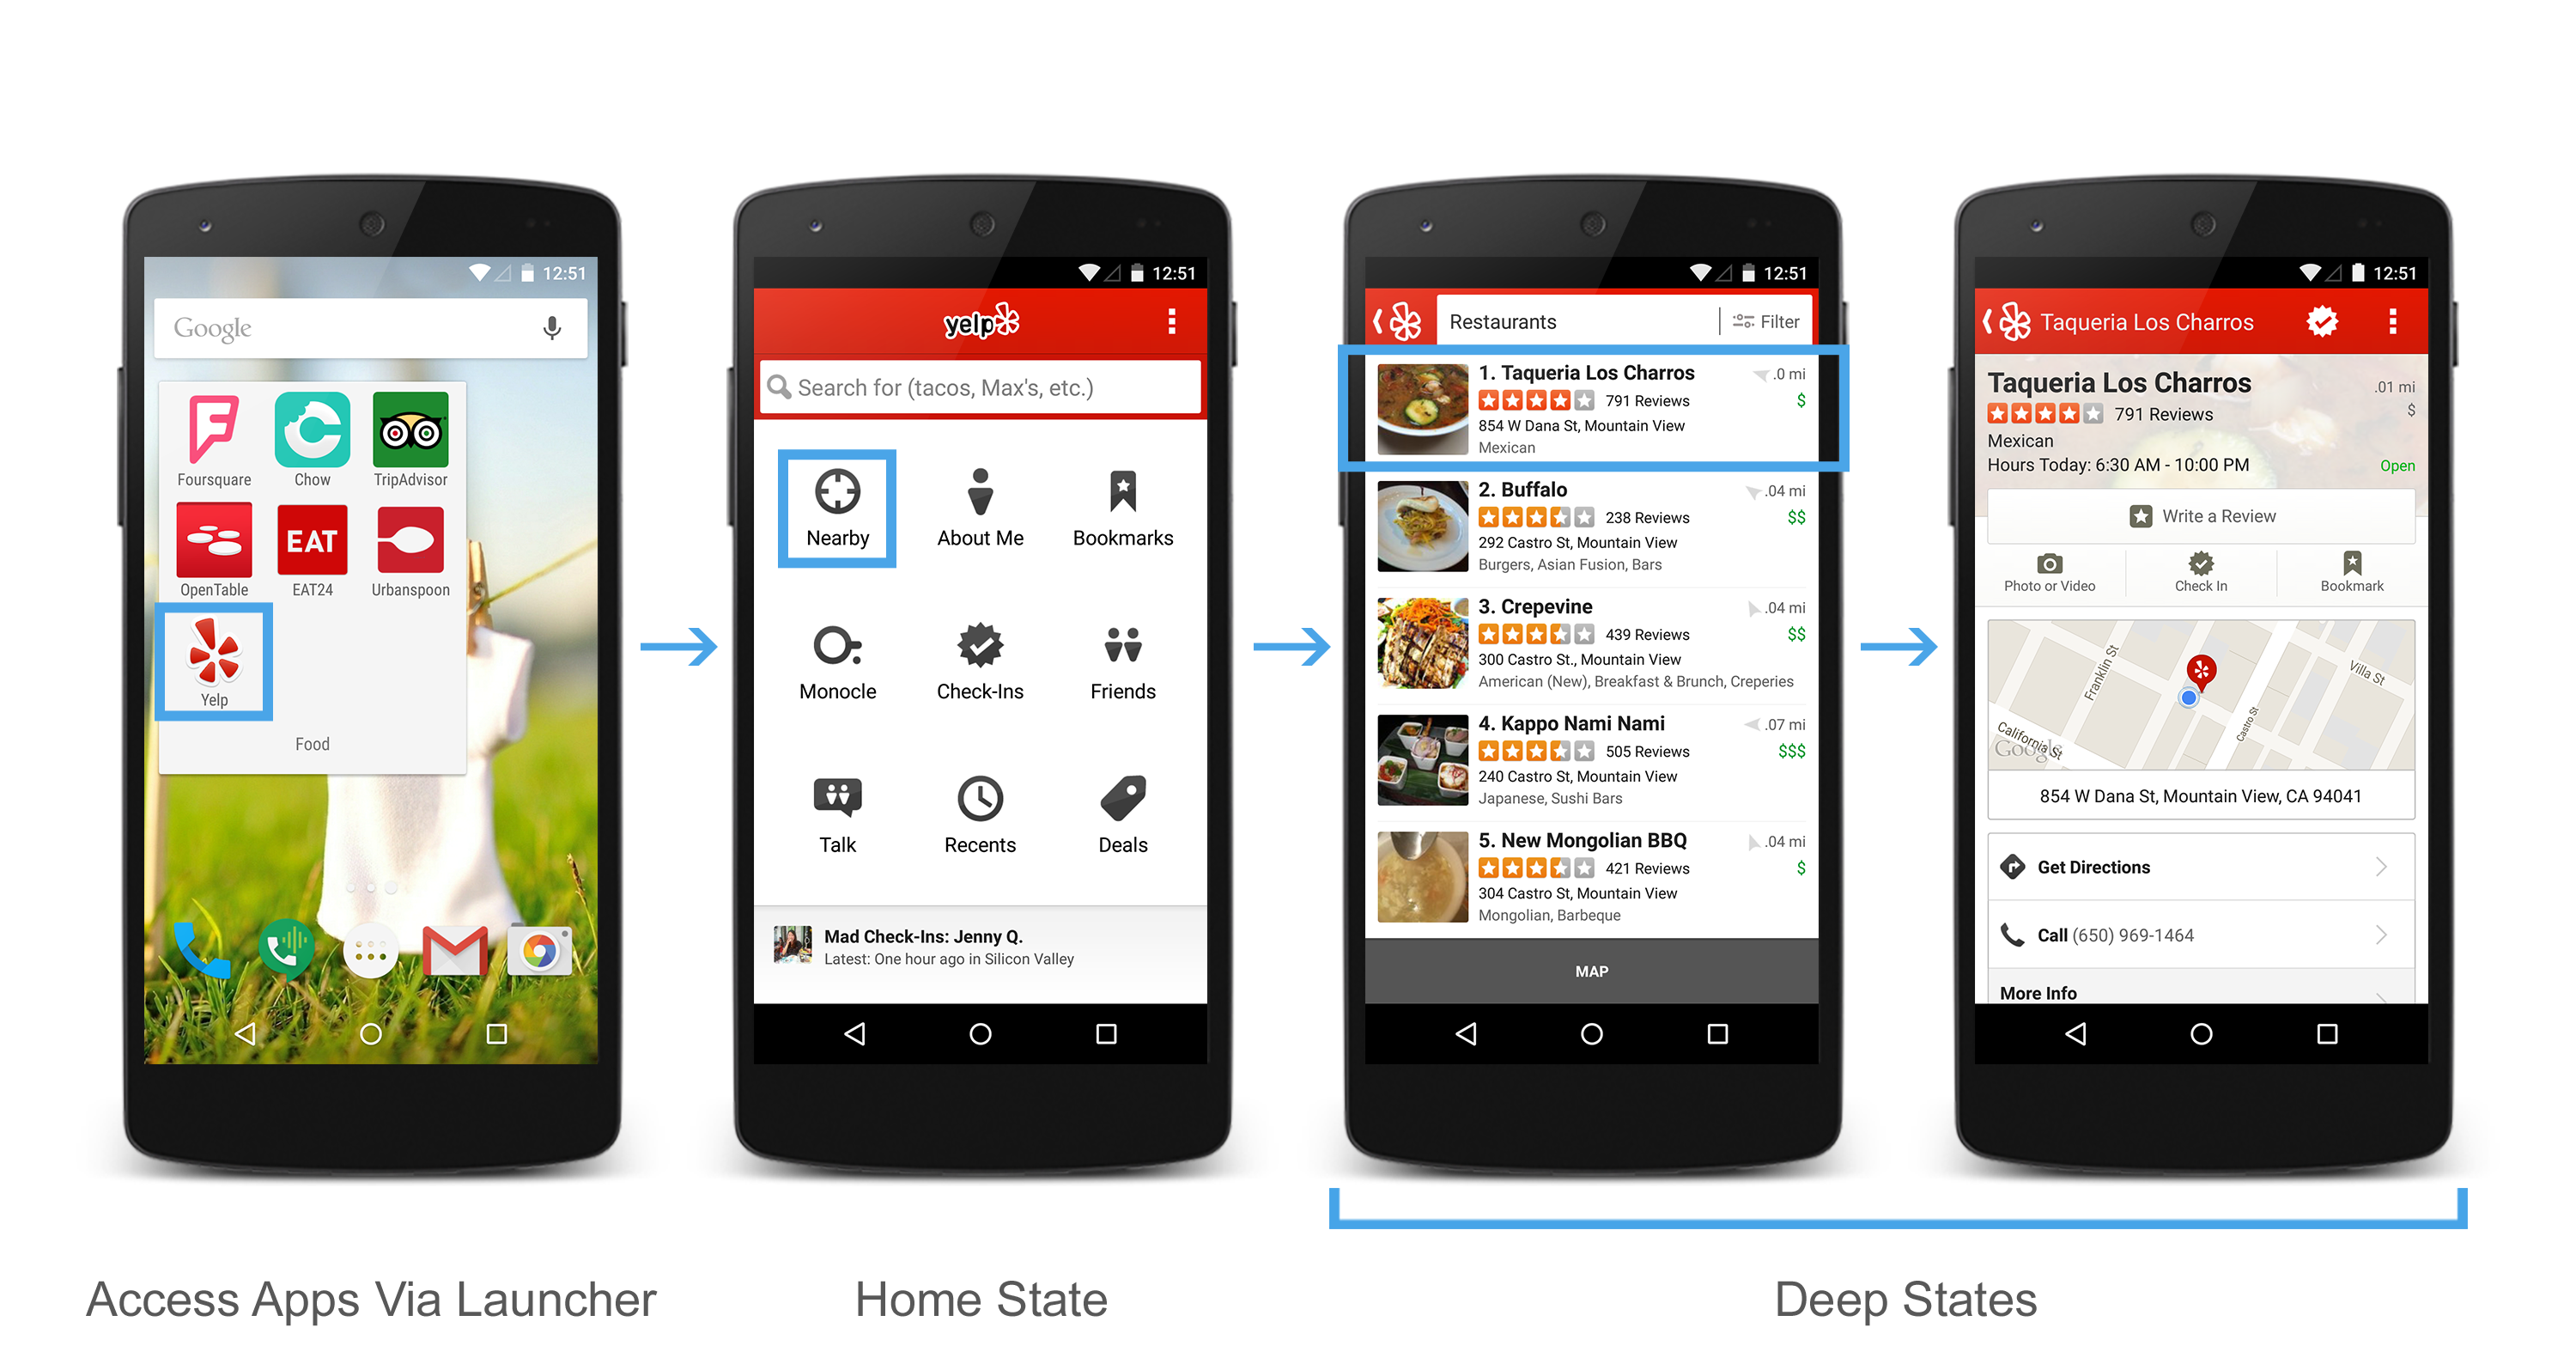 12:51
Google
Foursquare
Chow
TripAdvisor
OpenTable
EAT
EAT24
Urbanspoon
Yelp
Food
12:51
yelp
Search for (tacos, Max's, etc.)
Nearby
About Me
Bookmarks
Monocle
Check-Ins
Friends
Talk
Recents
Deals
Mad Check-Ins: Jenny Q.
Latest: One hour ago in Silicon Valley
12:51
Restaurants
Filter
1. Taqueria Los Charros .0 mi
791 Reviews $
854 W Dana St, Mountain View
Mexican
2. Buffalo .04 mi
238 Reviews $$
292 Castro St, Mountain View
Burgers, Asian Fusion, Bars
3. Crepevine .04 mi
439 Reviews $$
300 Castro St., Mountain View
American (New), Breakfast & Brunch, Creperies
4. Kappo Nami Nami .07 mi
505 Reviews $$$
240 Castro St, Mountain View
Japanese, Sushi Bars
5. New Mongolian BBQ .04 mi
421 Reviews $
304 Castro St, Mountain View
Mongolian, Barbeque
MAP
12:51
Taqueria Los Charros
Taqueria Los Charros .01 mi
791 Reviews $
Mexican
Hours Today: 6:30 AM - 10:00 PM Open
Write a Review
Photo or Video
Check In
Bookmark
Franklin St
Villa St
Castro St
California St
Google
854 W Dana St, Mountain View, CA 94041
Get Directions
Call (650) 969-1464
More Info
Access Apps Via Launcher
Home State
Deep States